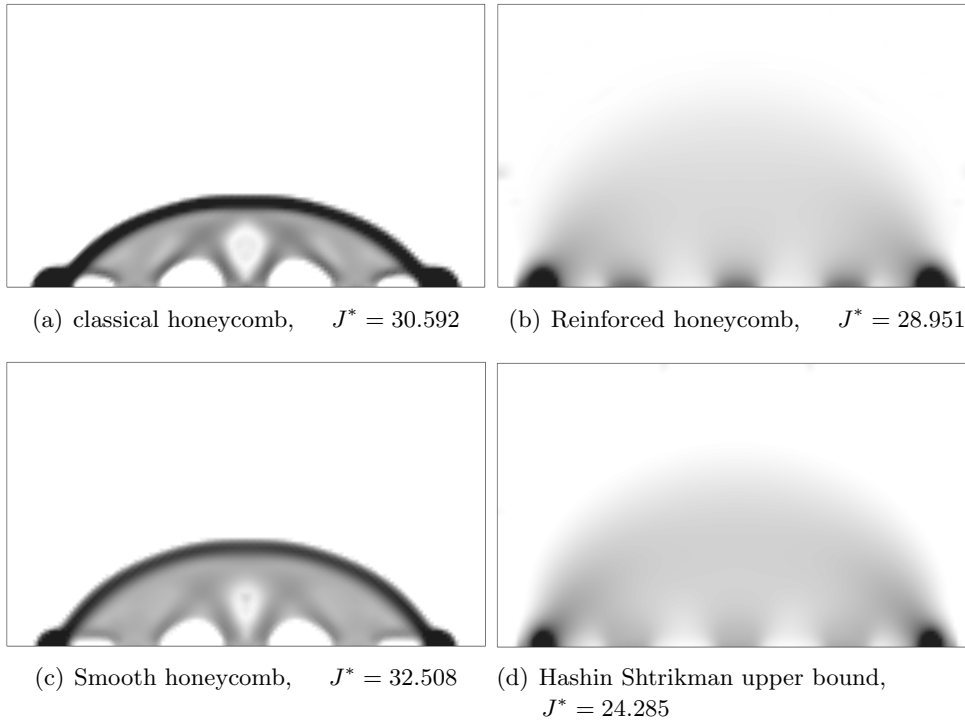 (a) classical honeycomb, J* = 30.592
(b) Reinforced honeycomb, J* = 28.951
(c) Smooth honeycomb, J* = 32.508
(d) Hashin Shtrikman upper bound,
J* = 24.285